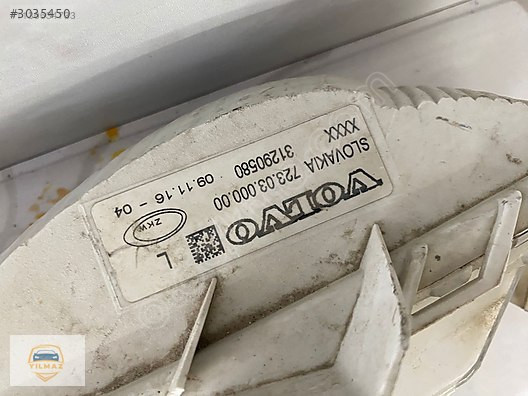 #3035450
VOLVO
SLOVAKIA 723.03.000.00
31290580 09.11.16 - 04
XXXX
L
ZKW
YILMAZ